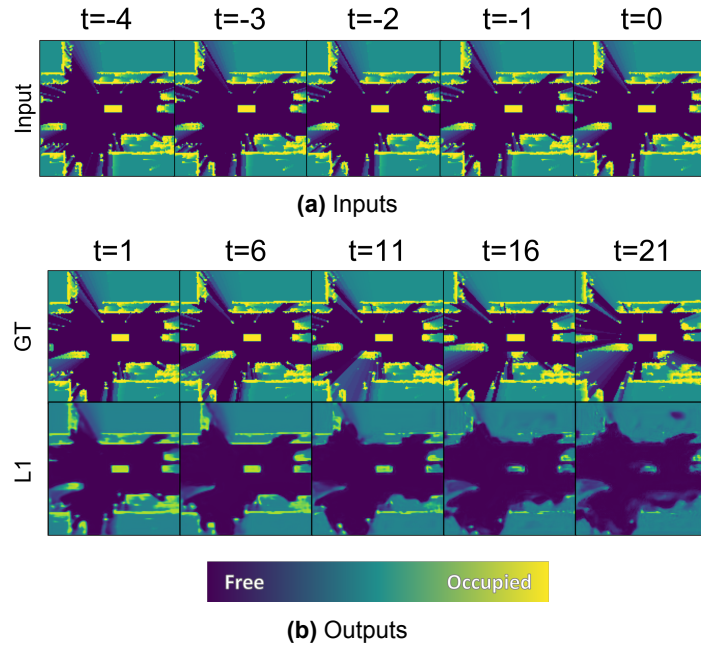 t=-4 t=-3 t=-2 t=-1 t=0
Input
(a) Inputs
t=1 t=6 t=11 t=16 t=21
GT
L1
Free Occupied
(b) Outputs